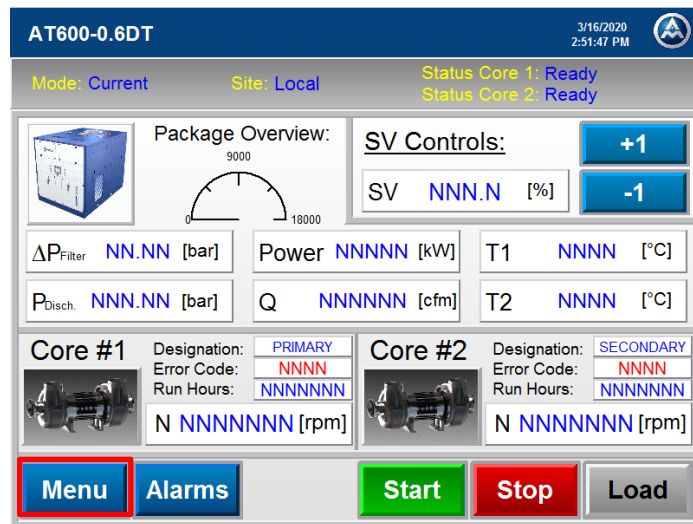 AT600-0.6DT
3/16/2020
2:51:47 PM
Mode: Current
Site: Local
Status Core 1: Ready
Status Core 2: Ready
Package Overview:
9000
0
18000
SV Controls:
+1
SV NNN.N [%]
-1
ΔPFilter NN.NN [bar]
Power NNNNN [kW]
T1 NNNN [°C]
PDisch. NNN.NN [bar]
Q NNNNNN [cfm]
T2 NNNN [°C]
Core #1
Designation: PRIMARY
Error Code: NNNN
Run Hours: NNNNNNN
N NNNNNNN [rpm]
Core #2
Designation: SECONDARY
Error Code: NNNN
Run Hours: NNNNNNN
N NNNNNNN [rpm]
Menu
Alarms
Start
Stop
Load